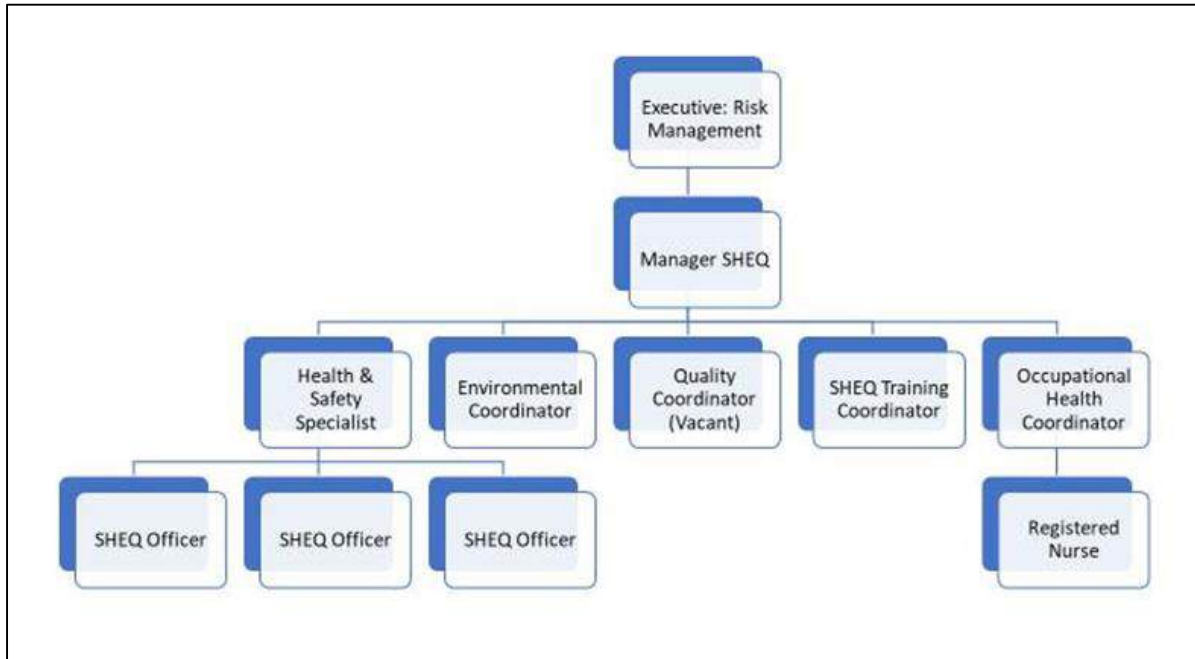 Executive: Risk
Management
Manager SHEQ
Health &
Safety
Specialist
Environmental
Coordinator
Quality
Coordinator
(Vacant)
SHEQ Training
Coordinator
Occupational
Health
Coordinator
SHEQ Officer
SHEQ Officer
SHEQ Officer
Registered
Nurse